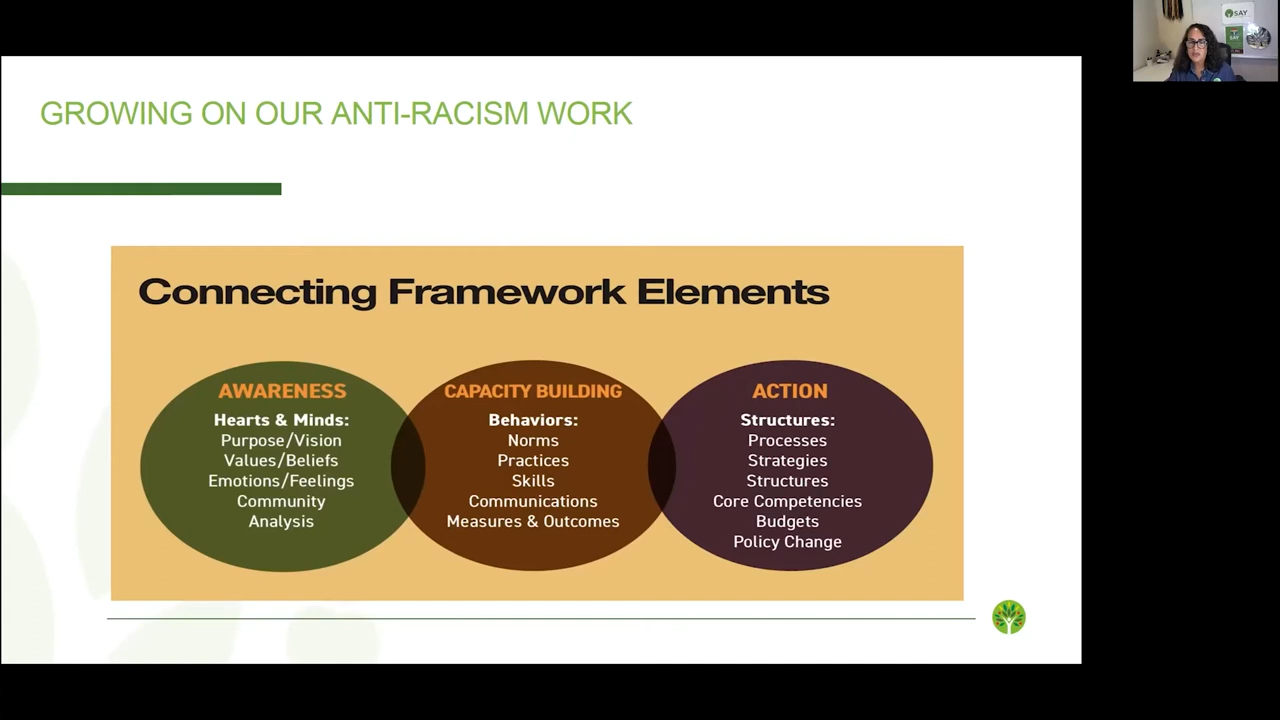 GROWING ON OUR ANTI-RACISM WORK
Connecting Framework Elements
AWARENESS
Hearts & Minds:
Purpose/Vision
Values/Beliefs
Emotions/Feelings
Community
Analysis
CAPACITY BUILDING
Behaviors:
Norms
Practices
Skills
Communications
Measures & Outcomes
ACTION
Structures:
Processes
Strategies
Structures
Core Competencies
Budgets
Policy Change
SAY
SAY